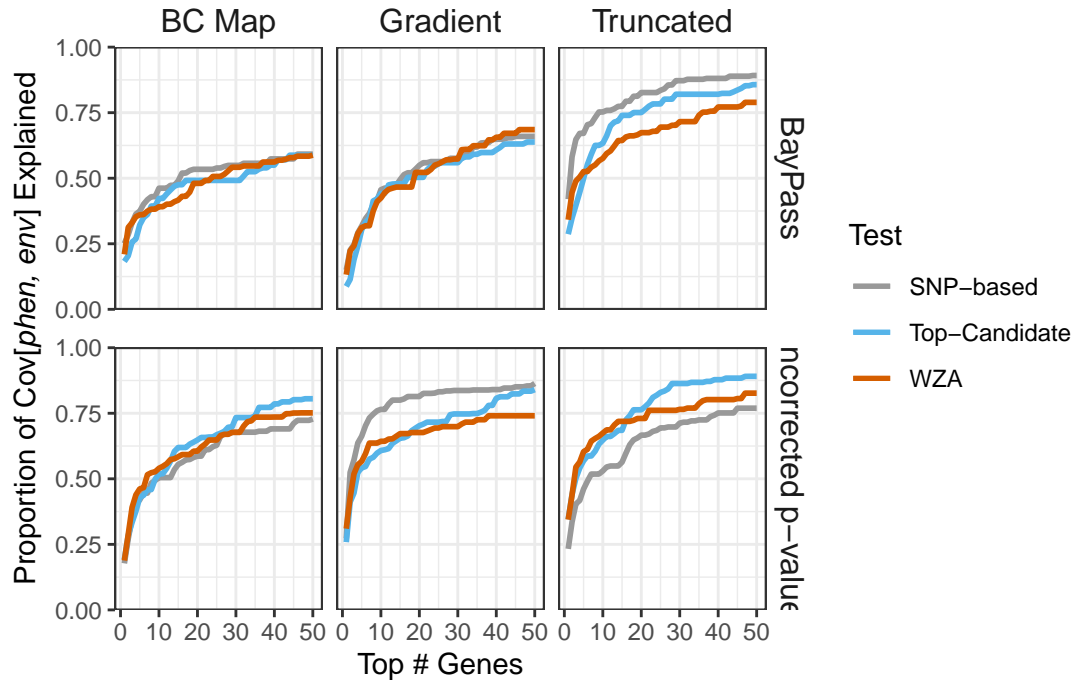 BC Map Gradient Truncated
Proportion of Cov[phen, env] Explained
1.00
0.75
0.50
0.25
0.00
BayPass
1.00
0.75
0.50
0.25
0.00
ncorrected p−value
0 10 20 30 40 50 0 10 20 30 40 50 0 10 20 30 40 50
Top # Genes
Test
SNP−based
Top−Candidate
WZA